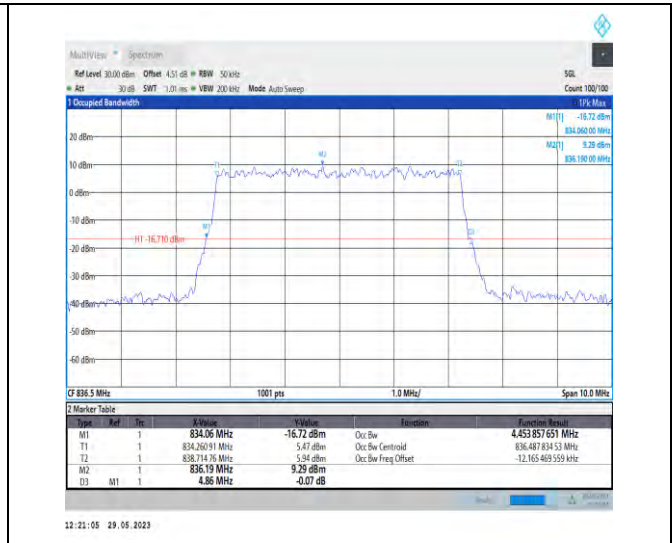 MultiView Spectrum
Ref Level 30.00 dBm Offset 4.51 dB RBW 50 kHz SGL
Att 30 dB SWT 1.01 ms VBW 200 kHz Mode Auto Sweep Count 100/100
1 Occupied Bandwidth 1Pk Max
M1[1] -16.72 dBm
834.060 00 MHz
M2[1] 9.29 dBm
836.190 00 MHz
20 dBm
M2
T1 T2
10 dBm
0 dBm
-10 dBm
M1
H1 -16.710 dBm
-20 dBm
-30 dBm
-40 dBm
-50 dBm
-60 dBm
CF 836.5 MHz 1001 pts 1.0 MHz/ Span 10.0 MHz
2 Marker Table
Type Ref Trc X-Value Y-Value Function Function Result
M1 1 834.06 MHz -16.72 dBm Occ Bw 4.453 857 651 MHz
T1 1 834.260 91 MHz 5.47 dBm Occ Bw Centroid 836.487 834 53 MHz
T2 1 838.714 76 MHz 5.94 dBm Occ Bw Freq Offset -12.165 469 559 kHz
M2 1 836.19 MHz 9.29 dBm
D3 M1 1 4.86 MHz -0.07 dB
12:21:05 29.05.2023